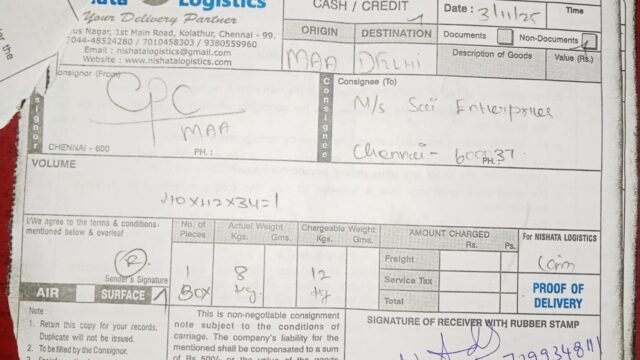 Logistics
Your Delivery Partner
us Nagar, 1st Main Road, Kolathur, Chennai - 99.
044-48524280 / 7010458303 / 9380559960
Email : nishatalogistics@gmail.com
Website : www.nishatalogistics.com
CASH / CREDIT
ORIGIN DESTINATION
MAA DELHI
Date : 3/11/25 Time
Documents Non-Documents
Description of Goods Value (Rs.)
Consignor (From)
CPC
MAA
CHENNAI - 600 PH. :
Consignee
Consignee (To)
M/s Sai Enterprises
Chennai - 600037.
PH. :
VOLUME
x112x34=1
I/We agree to the terms & conditions
mentioned below & overleaf
Sender's Signature
AIR SURFACE
No. of Pieces
1
Box
Actual Weight
Kgs. Gms.
8
kg.
Chargeable Weight
Kgs. Gms.
12
kg
AMOUNT CHARGED
Rs. Ps.
Freight
Service Tax
Total
For NISHATA LOGISTICS
PROOF OF
DELIVERY
Note :
1. Retain this copy for your records.
Duplicate will not be issued.
2. To be filled by the Consignor.
This is non-negotiable consignment
note subject to the conditions of
carriage. The company's liability for the
mentioned shall be compensated to a sum
of Rs 500/- or the value of the goods
SIGNATURE OF RECEIVER WITH RUBBER STAMP